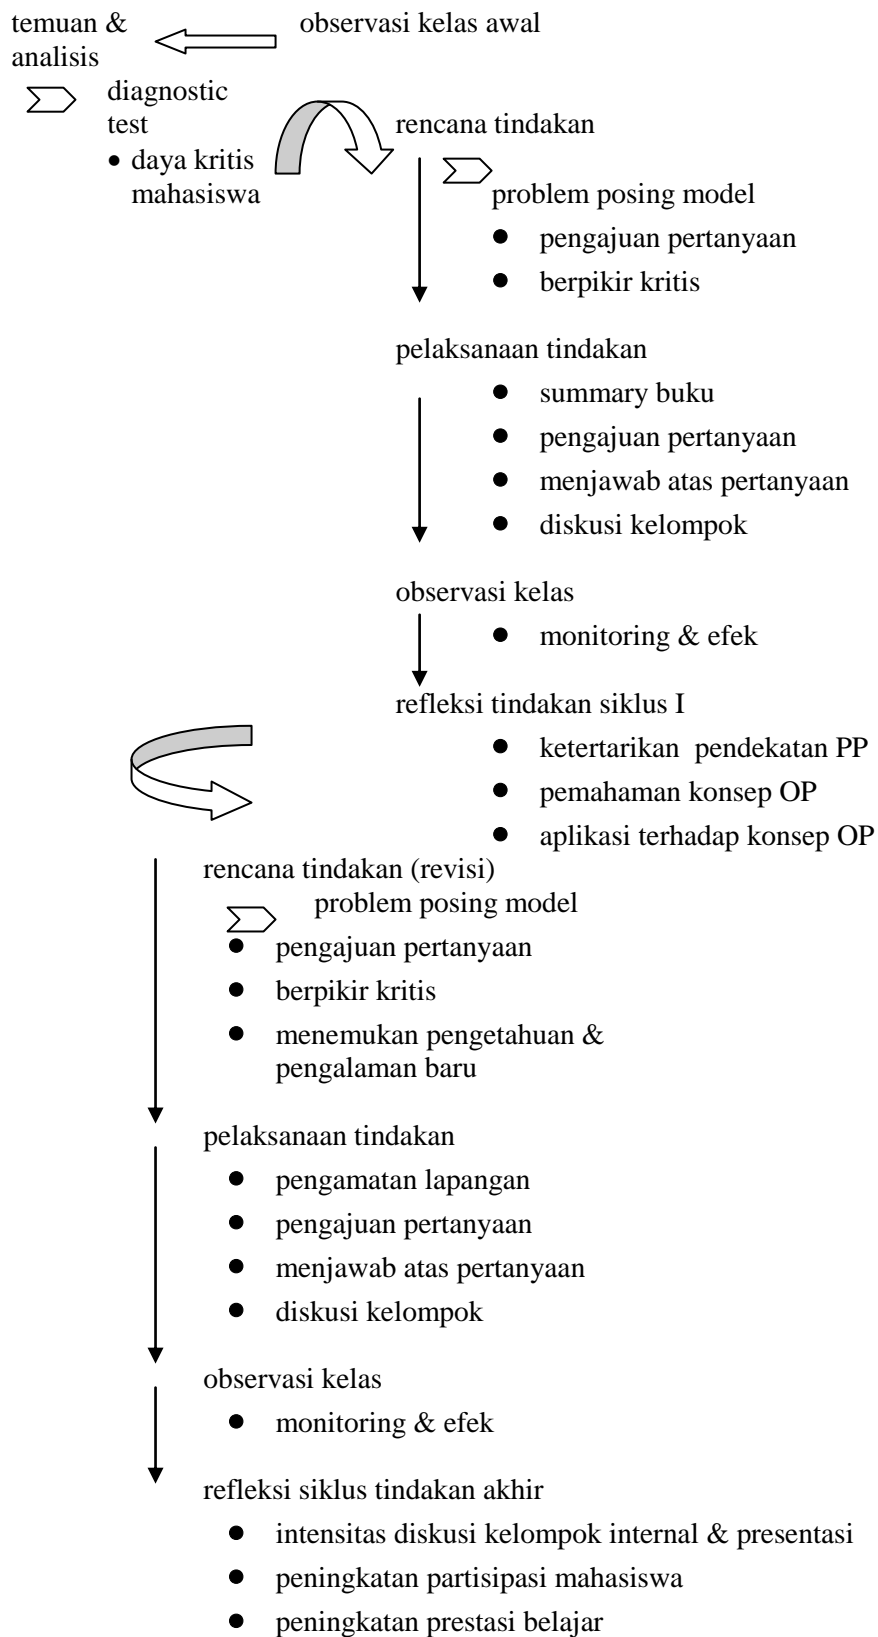 temuan &
analisis
observasi kelas awal
diagnostic
test
• daya kritis
mahasiswa
rencana tindakan
problem posing model
● pengajuan pertanyaan
● berpikir kritis
pelaksanaan tindakan
● summary buku
● pengajuan pertanyaan
● menjawab atas pertanyaan
● diskusi kelompok
observasi kelas
● monitoring & efek
refleksi tindakan siklus I
● ketertarikan pendekatan PP
● pemahaman konsep OP
● aplikasi terhadap konsep OP
rencana tindakan (revisi)
problem posing model
● pengajuan pertanyaan
● berpikir kritis
● menemukan pengetahuan &
pengalaman baru
pelaksanaan tindakan
● pengamatan lapangan
● pengajuan pertanyaan
● menjawab atas pertanyaan
● diskusi kelompok
observasi kelas
● monitoring & efek
refleksi siklus tindakan akhir
● intensitas diskusi kelompok internal & presentasi
● peningkatan partisipasi mahasiswa
● peningkatan prestasi belajar